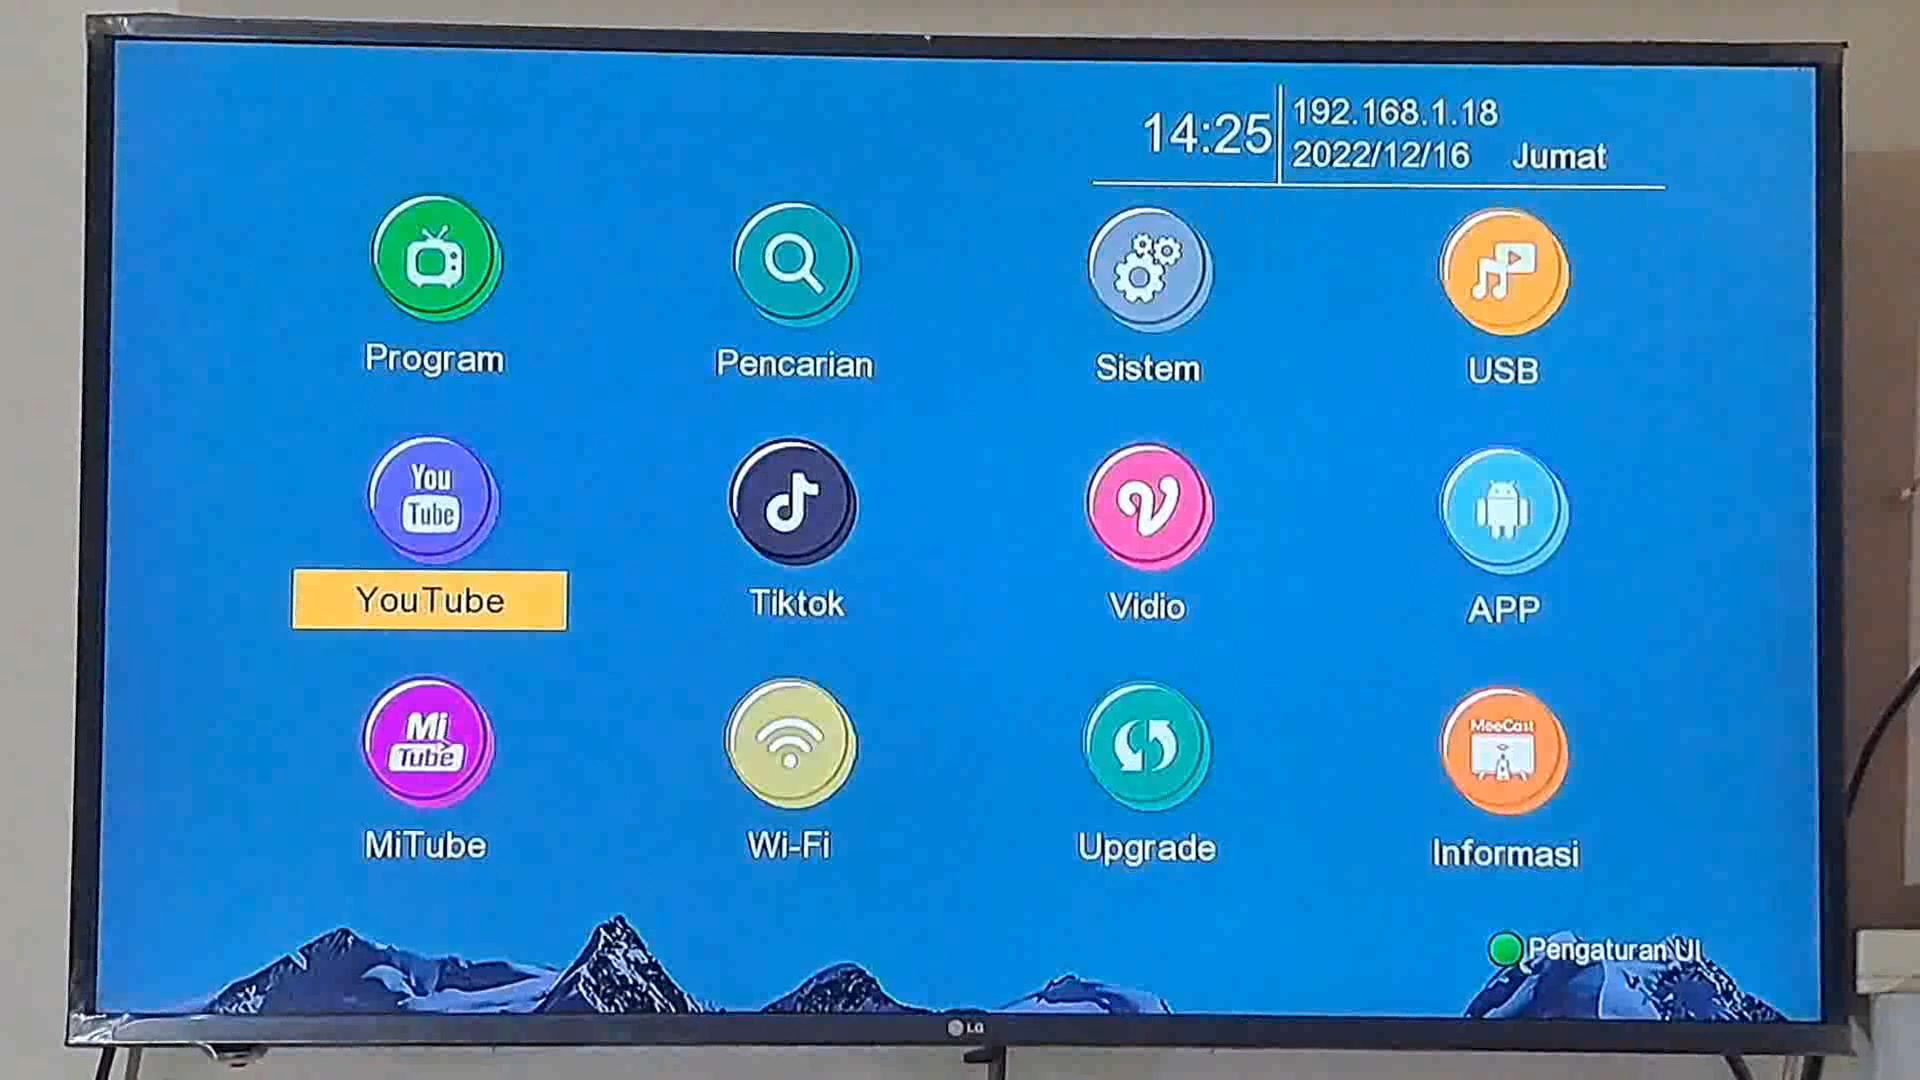 14:25
192.168.1.18
2022/12/16 Jumat
Program
Pencarian
Sistem
USB
You
Tube
YouTube
Tiktok
Vidio
APP
Mi
Tube
MeeCast
MiTube
Wi-Fi
Upgrade
Informasi
Pengaturan UI
LG